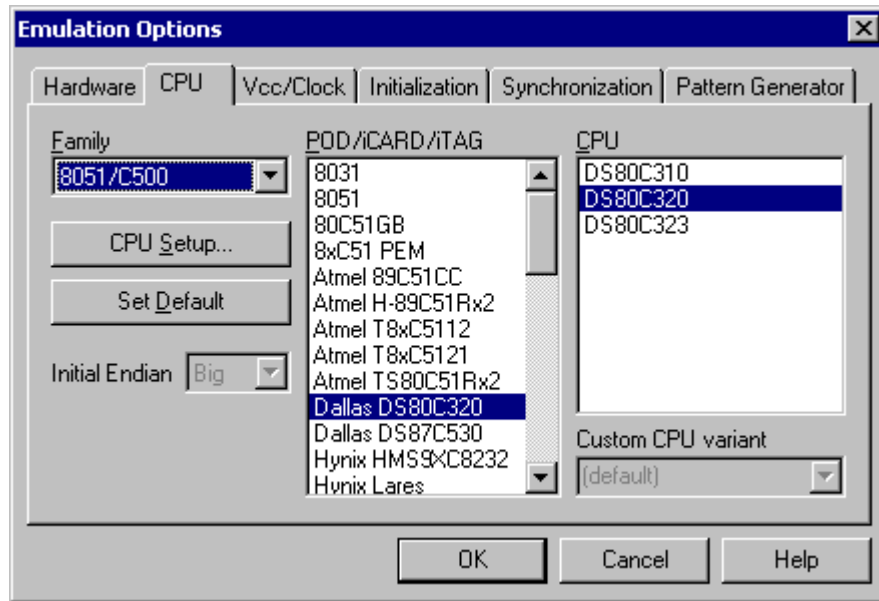 Emulation Options
Hardware
CPU
Vcc/Clock
Initialization
Synchronization
Pattern Generator
Family
8051/C500
CPU Setup...
Set Default
Initial Endian
Big
POD/iCARD/iTAG
8031
8051
80C51GB
8xC51 PEM
Atmel 89C51CC
Atmel H-89C51Rx2
Atmel T8xC5112
Atmel T8xC5121
Atmel TS80C51Rx2
Dallas DS80C320
Dallas DS87C530
Hynix HMS9XC8232
Hynix Lares
CPU
DS80C310
DS80C320
DS80C323
Custom CPU variant
(default)
OK
Cancel
Help